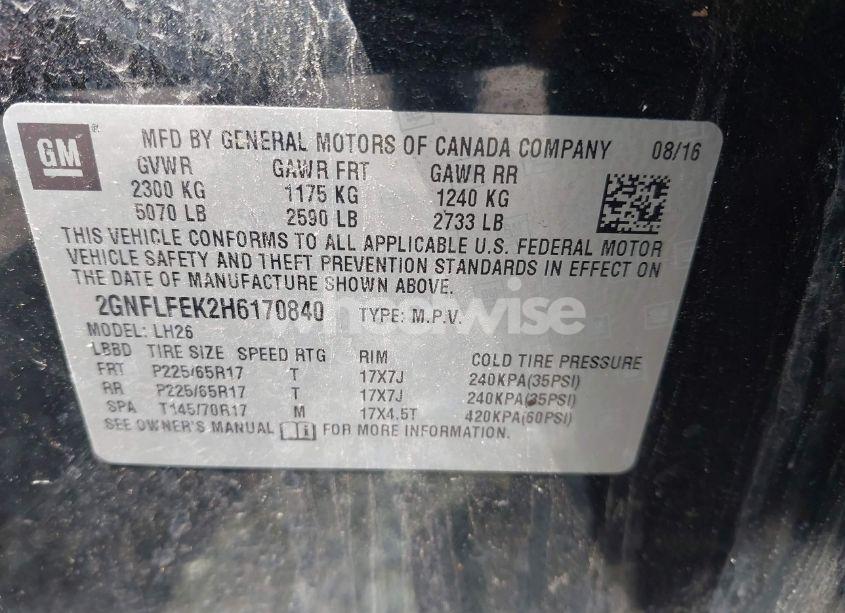 GM ® MFD BY GENERAL MOTORS OF CANADA COMPANY 08/16
GVWR GAWR FRT GAWR RR
2300 KG 1175 KG 1240 KG
5070 LB 2590 LB 2733 LB
THIS VEHICLE CONFORMS TO ALL APPLICABLE U.S. FEDERAL MOTOR
VEHICLE SAFETY AND THEFT PREVENTION STANDARDS IN EFFECT ON
THE DATE OF MANUFACTURE SHOWN ABOVE.
2GNFLFEK2H6170840 TYPE: M.P.V.
wheelwise
MODEL: LH26
LBBD TIRE SIZE SPEED RTG RIM COLD TIRE PRESSURE
FRT P225/65R17 T 17X7J 240KPA(35PSI)
RR P225/65R17 T 17X7J 240KPA(35PSI)
SPA T145/70R17 M 17X4.5T 420KPA(60PSI)
SEE OWNER'S MANUAL FOR MORE INFORMATION.